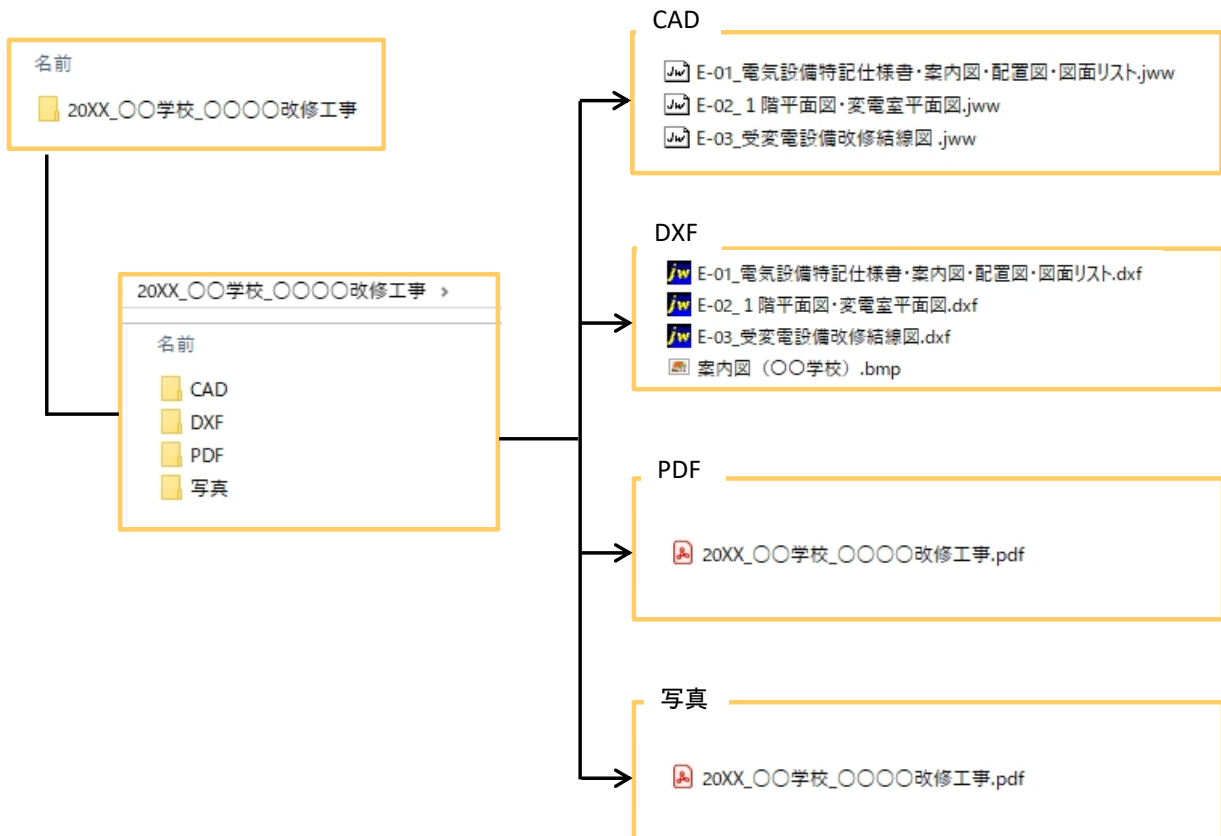 名前
20XX_〇〇学校_〇〇〇〇改修工事
20XX_〇〇学校_〇〇〇〇改修工事 ›
名前
CAD
DXF
PDF
写真
CAD
E-01_電気設備特記仕様書・案内図・配置図・図面リスト.jww
E-02_１階平面図・変電室平面図.jww
E-03_受変電設備改修結線図 .jww
DXF
E-01_電気設備特記仕様書・案内図・配置図・図面リスト.dxf
E-02_１階平面図・変電室平面図.dxf
E-03_受変電設備改修結線図.dxf
案内図（〇〇学校）.bmp
PDF
20XX_〇〇学校_〇〇〇〇改修工事.pdf
写真
20XX_〇〇学校_〇〇〇〇改修工事.pdf